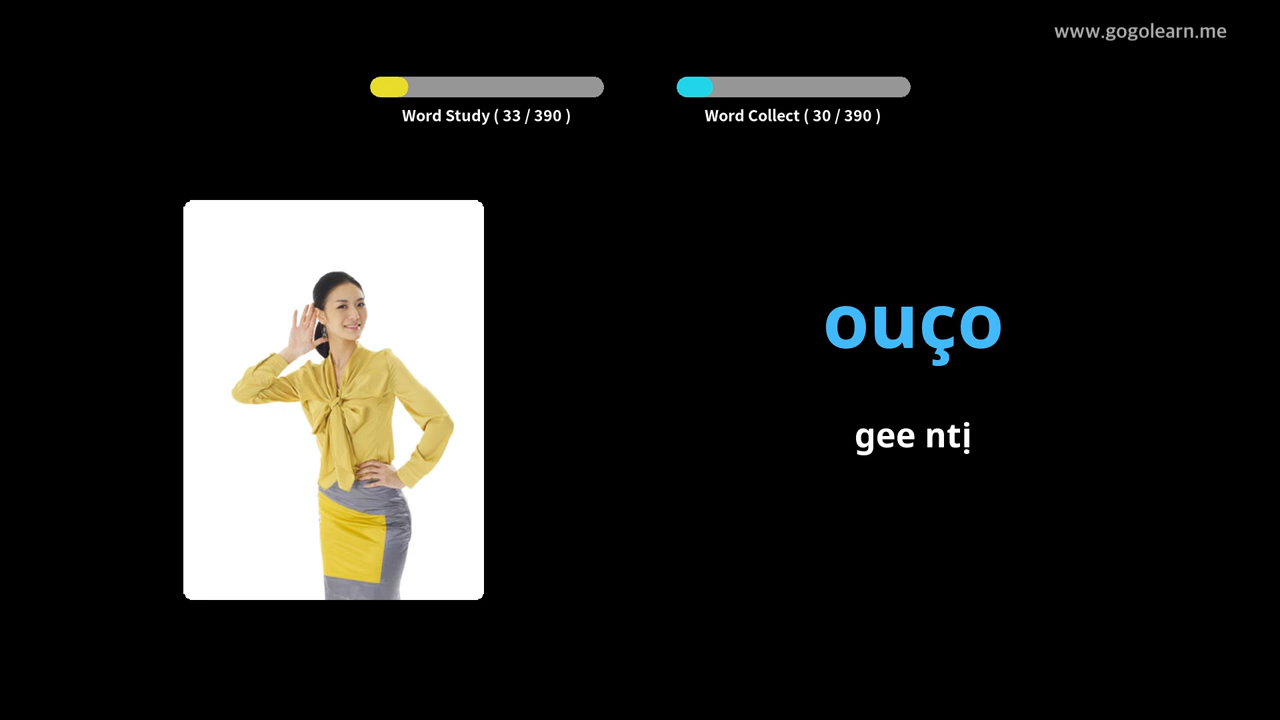 www.gogolearn.me
Word Study ( 33 / 390 )
Word Collect ( 30 / 390 )
ouço
gee ntị